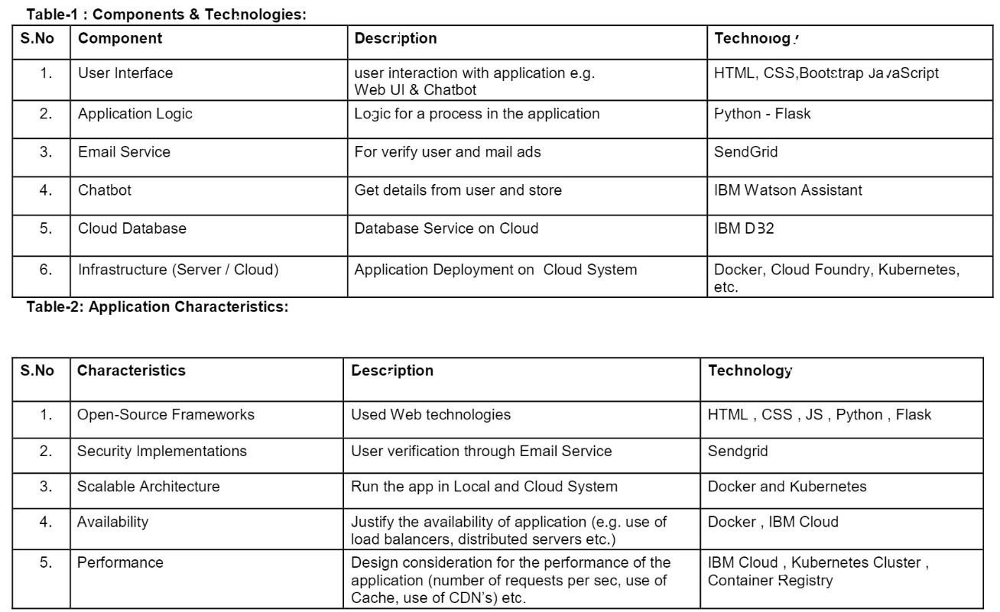 Table-1 : Components & Technologies:
S.No Component Description Technology
1. User Interface user interaction with application e.g. HTML, CSS,Bootstrap JavaScript
Web UI & Chatbot
2. Application Logic Logic for a process in the application Python - Flask
3. Email Service For verify user and mail ads SendGrid
4. Chatbot Get details from user and store IBM Watson Assistant
5. Cloud Database Database Service on Cloud IBM DB2
6. Infrastructure (Server / Cloud) Application Deployment on Cloud System Docker, Cloud Foundry, Kubernetes,
etc.
Table-2: Application Characteristics:
S.No Characteristics Description Technology
1. Open-Source Frameworks Used Web technologies HTML , CSS , JS , Python , Flask
2. Security Implementations User verification through Email Service Sendgrid
3. Scalable Architecture Run the app in Local and Cloud System Docker and Kubernetes
4. Availability Justify the availability of application (e.g. use of Docker , IBM Cloud
load balancers, distributed servers etc.)
5. Performance Design consideration for the performance of the IBM Cloud , Kubernetes Cluster ,
application (number of requests per sec, use of Container Registry
Cache, use of CDN's) etc.